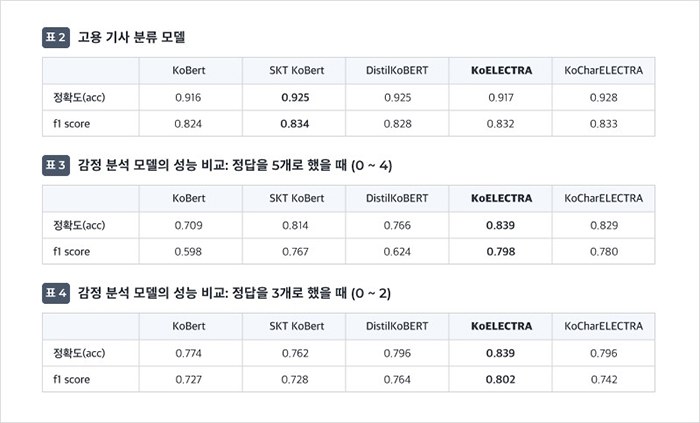 표 2 고용 기사 분류 모델
KoBert SKT KoBert DistilKoBERT KoELECTRA KoCharELECTRA
정확도(acc) 0.916 0.925 0.925 0.917 0.928
f1 score 0.824 0.834 0.828 0.832 0.833
표 3 감정 분석 모델의 성능 비교: 정답을 5개로 했을 때 (0 ~ 4)
KoBert SKT KoBert DistilKoBERT KoELECTRA KoCharELECTRA
정확도(acc) 0.709 0.814 0.766 0.839 0.829
f1 score 0.598 0.767 0.624 0.798 0.780
표 4 감정 분석 모델의 성능 비교: 정답을 3개로 했을 때 (0 ~ 2)
KoBert SKT KoBert DistilKoBERT KoELECTRA KoCharELECTRA
정확도(acc) 0.774 0.762 0.796 0.839 0.796
f1 score 0.727 0.728 0.764 0.802 0.742